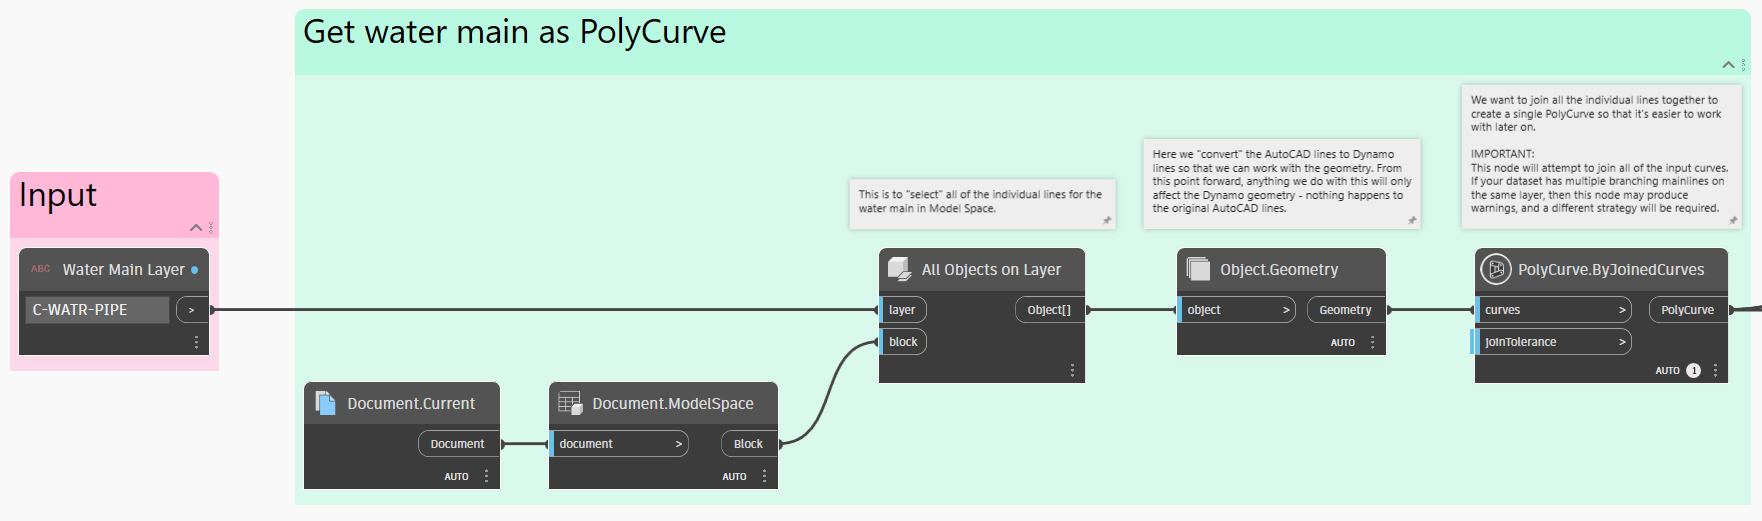 Get water main as PolyCurve
We want to join all the individual lines together to
create a single PolyCurve so that it's easier to work
with later on.
IMPORTANT:
This node will attempt to join all of the input curves.
If your dataset has multiple branching mainlines on
the same layer, then this node may produce
warnings, and a different strategy will be required.
Here we "convert" the AutoCAD lines to Dynamo
lines so that we can work with the geometry. From
this point forward, anything we do with this will only
affect the Dynamo geometry - nothing happens to
the original AutoCAD lines.
This is to "select" all of the individual lines for the
water main in Model Space.
Input
ABC Water Main Layer
C-WATR-PIPE >
All Objects on Layer
layer Object[]
block
Object.Geometry
object > Geometry
AUTO
PolyCurve.ByJoinedCurves
curves > PolyCurve
joinTolerance >
AUTO 1
Document.Current
Document
AUTO
Document.ModelSpace
document > Block
AUTO